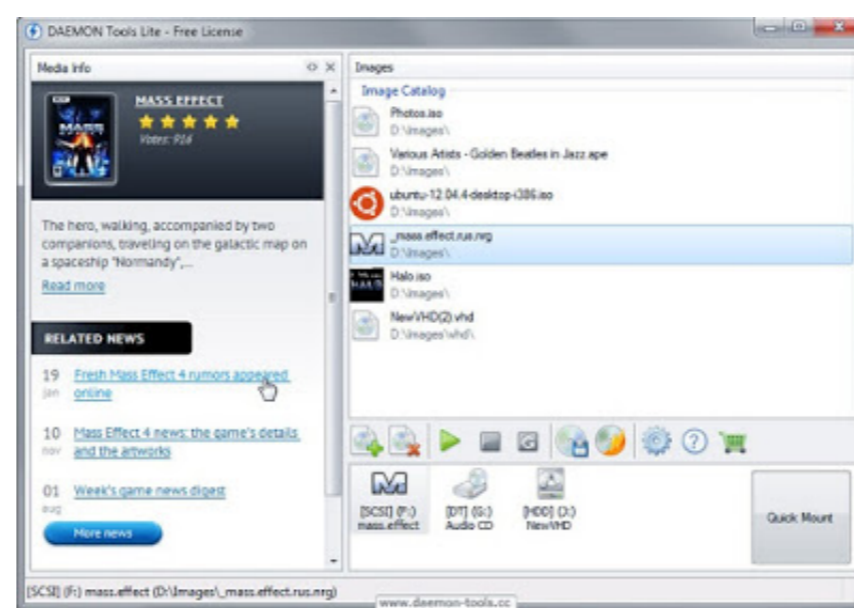 DAEMON Tools Lite - Free License
Media Info
MASS EFFECT
Votes: 916
MASS
The hero, walking, accompanied by two
companions, traveling on the galactic map on
a spaceship "Normandy",...
Read more
RELATED NEWS
19 Fresh Mass Effect 4 rumors appeared
jan online
10 Mass Effect 4 news: the game's details
nov and the artworks
01 Week's game news digest
aug
More news
Images
Image Catalog
Photos.iso
D:\Images\
Various Artists - Golden Beatles in Jazz.ape
D:\Images\
ubuntu-12.04.4-desktop-i386.iso
D:\Images\
_mass.effect.rus.nrg
D:\Images\
Halo.iso
D:\Images\
NewVHD(2).vhd
D:\Images\vhd\
[SCSI] (F:) [DT] (G:) [HDD] (J:)
mass.effect Audio CD NewVHD
Quick Mount
[SCSI] (F:) mass.effect (D:\Images\_mass.effect.rus.nrg)
www.daemon-tools.cc